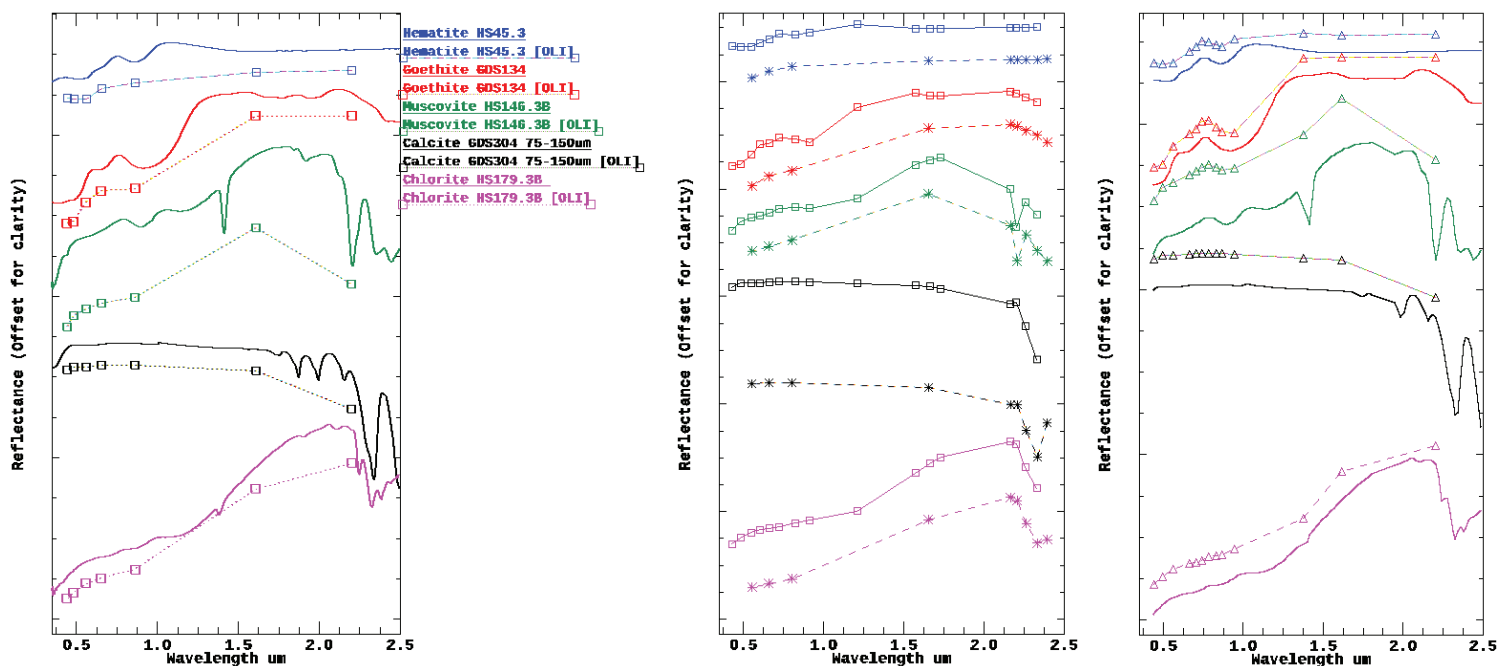 Hematite HS45.3
Hematite HS45.3 [OLI]
Goethite GDS134
Goethite GDS134 [OLI]
Muscovite HS146.3B
Muscovite HS146.3B [OLI]
Calcite GDS304 75-150um
Calcite GDS304 75-150um [OLI]
Chlorite HS179.3B
Chlorite HS179.3B [OLI]
Reflectance (Offset for clarity)
0.5 1.0 1.5 2.0 2.5
Wavelength um
Reflectance (Offset for clarity)
0.5 1.0 1.5 2.0 2.5
Wavelength um
Reflectance (Offset for clarity)
0.5 1.0 1.5 2.0 2.5
Wavelength um